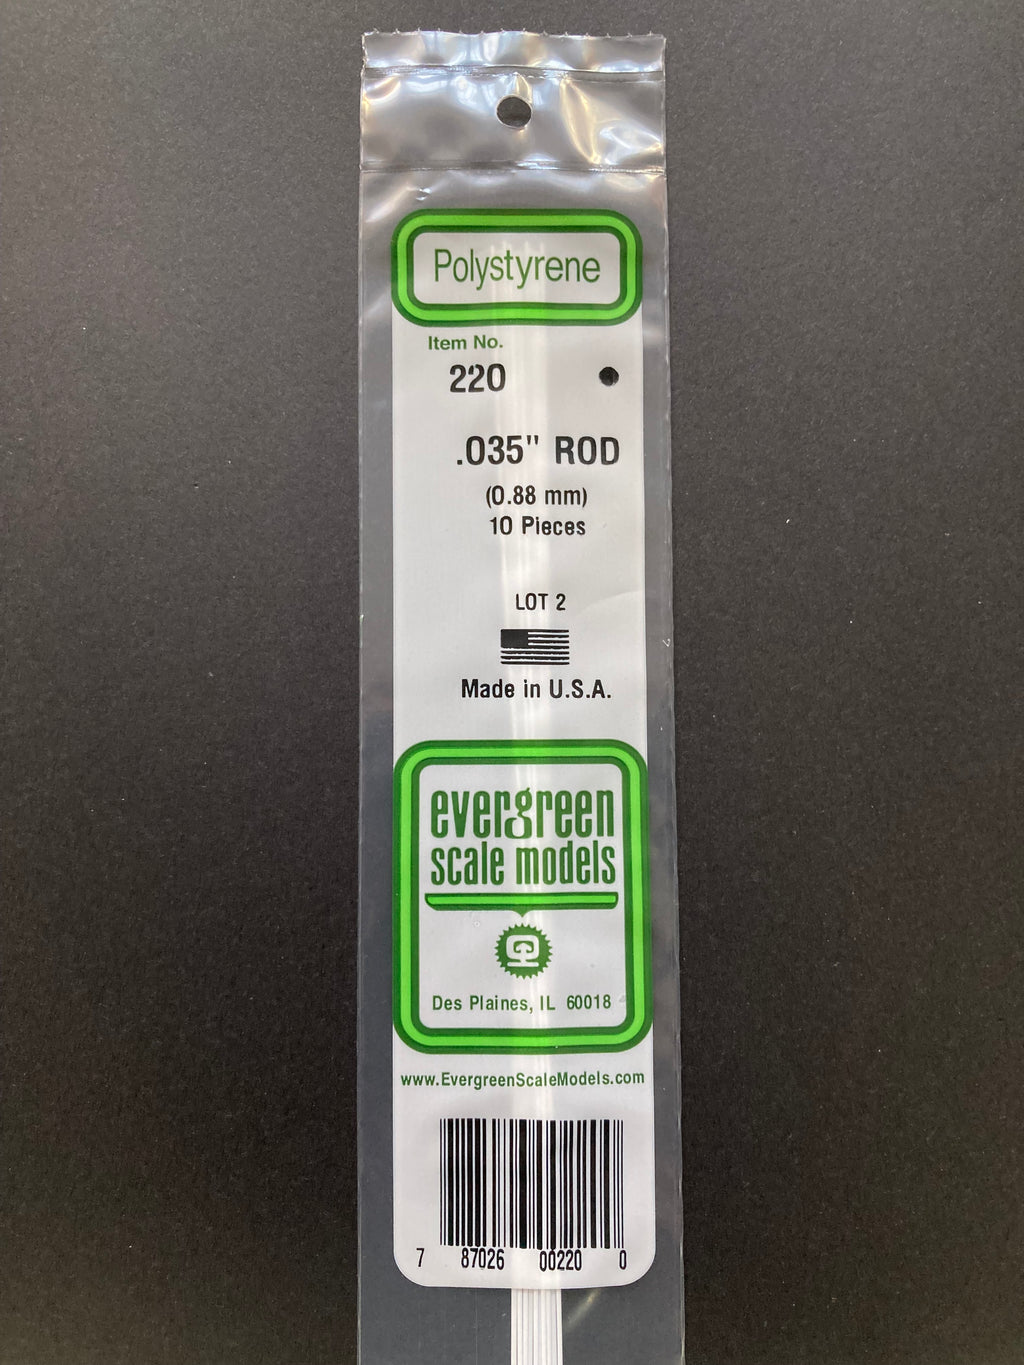 Polystyrene
Item No.
220
.035" ROD
(0.88 mm)
10 Pieces
LOT 2
Made in U.S.A.
evergreen
scale models
Des Plaines, IL 60018
www.EvergreenScaleModels.com
7 87026 00220 0